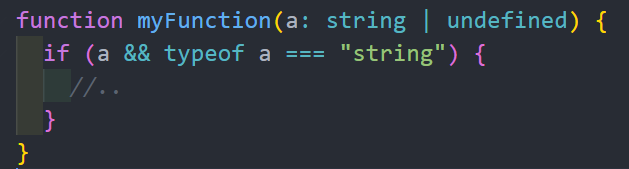 function myFunction(a: string | undefined) {
  if (a && typeof a === "string") {
    //..
  }
}